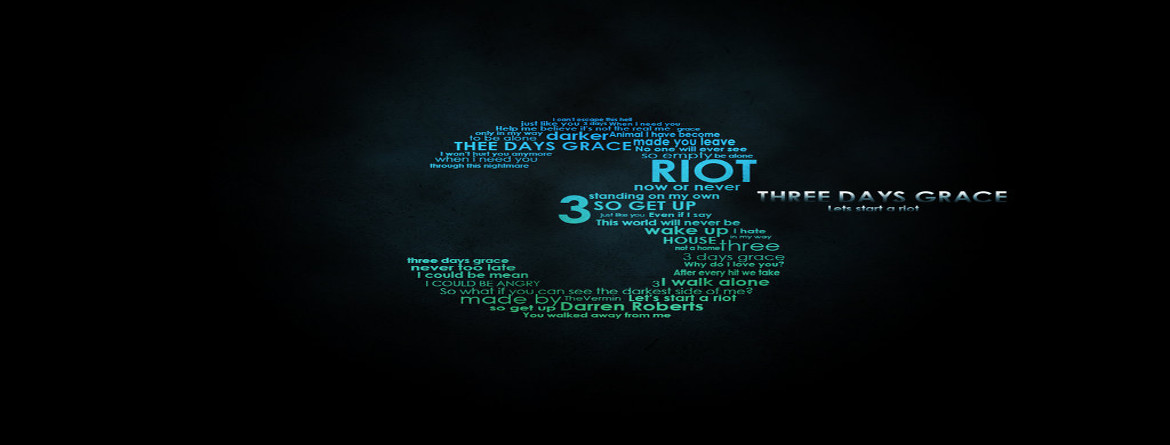 I can't escape this hell
just like you 3 days When I need you
Help me believe it's not the real me grace
only in my way darker Animal I have become
to be alone made you leave
THEE DAYS GRACE No one will ever see
I won't hurt you anymore so empty be alone
when I need you RIOT
through this nightmare
now or never
standing on my own THREE DAYS GRACE
3 SO GET UP Lets start a riot
Just like you Even if I say
This world will never be
wake up I hate
HOUSE in my way
not a home three
3 days grace
three days grace Why do I love you?
never too late After every hit we take
I could be mean
I COULD BE ANGRY 3 I walk alone
So what if you can see the darkest side of me?
made by TheVermin Let's start a riot
so get up Darren Roberts
You walked away from me